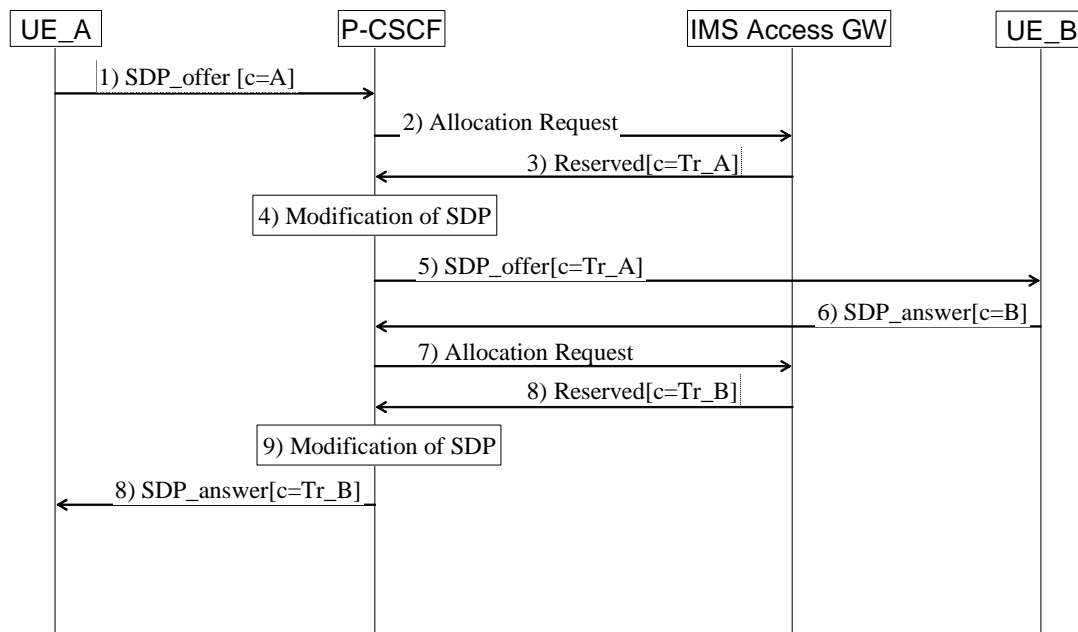 UE_A
P-CSCF
IMS Access GW
UE_B
1) SDP_offer [c=A]
2) Allocation Request
3) Reserved[c=Tr_A]
4) Modification of SDP
5) SDP_offer[c=Tr_A]
6) SDP_answer[c=B]
7) Allocation Request
8) Reserved[c=Tr_B]
9) Modification of SDP
8) SDP_answer[c=Tr_B]